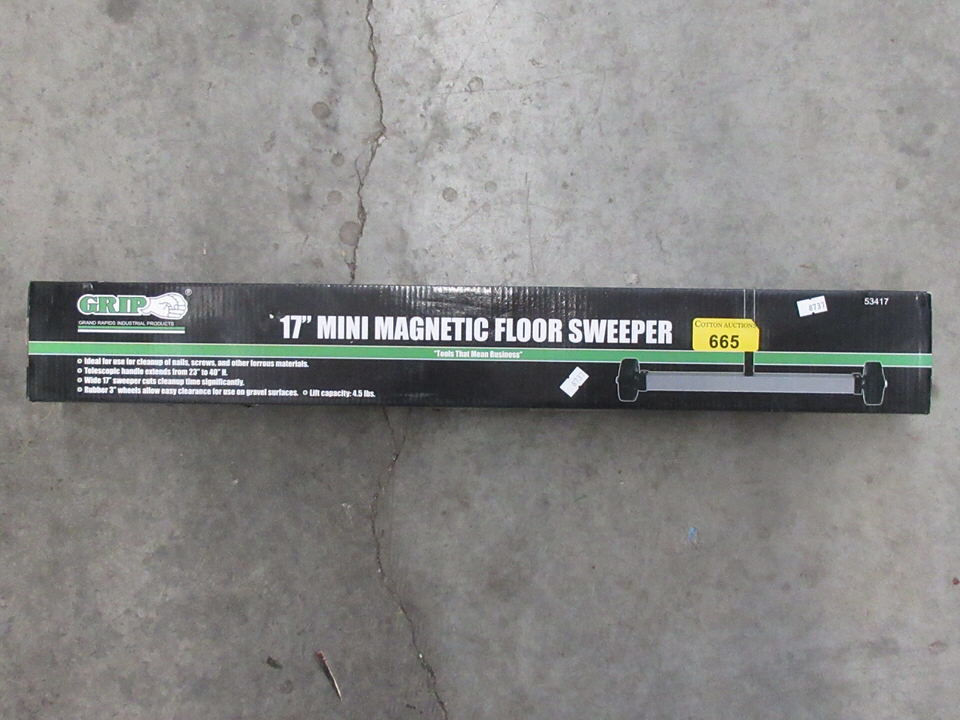 GRIP®
GRAND RAPIDS INDUSTRIAL PRODUCTS
17" MINI MAGNETIC FLOOR SWEEPER
"Tools That Mean Business"
Ideal for use for cleanup of nails, screws, and other ferrous materials.
Telescopic handle extends from 23" to 40" ft.
Wide 17" sweeper cuts cleanup time significantly.
Rubber 3" wheels allow easy clearance for use on gravel surfaces. Lift capacity: 4.5 lbs.
COTTON AUCTIONS
665
8731
53417